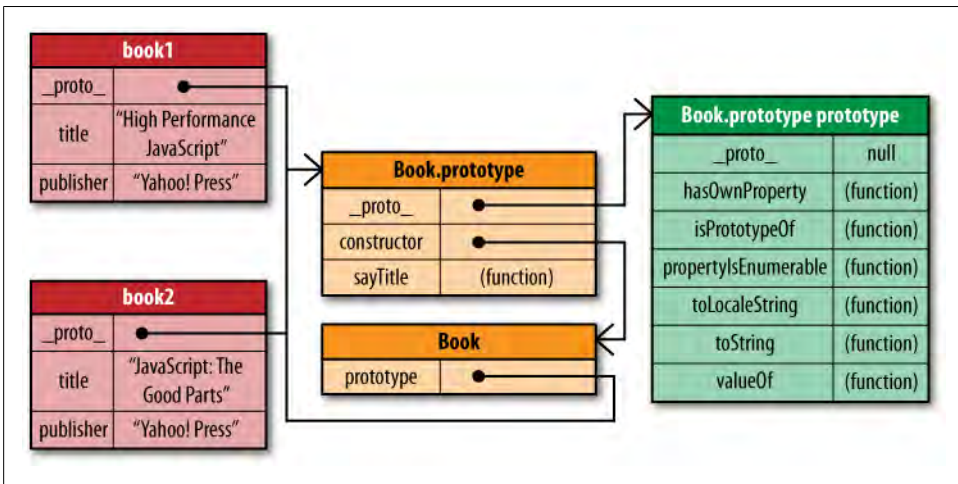 book1
_proto_
title “High Performance
JavaScript”
publisher “Yahoo! Press”
book2
_proto_
title “JavaScript: The
Good Parts”
publisher “Yahoo! Press”
Book.prototype
_proto_
constructor
sayTitle (function)
Book
prototype
Book.prototype prototype
_proto_ null
hasOwnProperty (function)
isPrototypeOf (function)
propertyIsEnumerable (function)
toLocaleString (function)
toString (function)
valueOf (function)